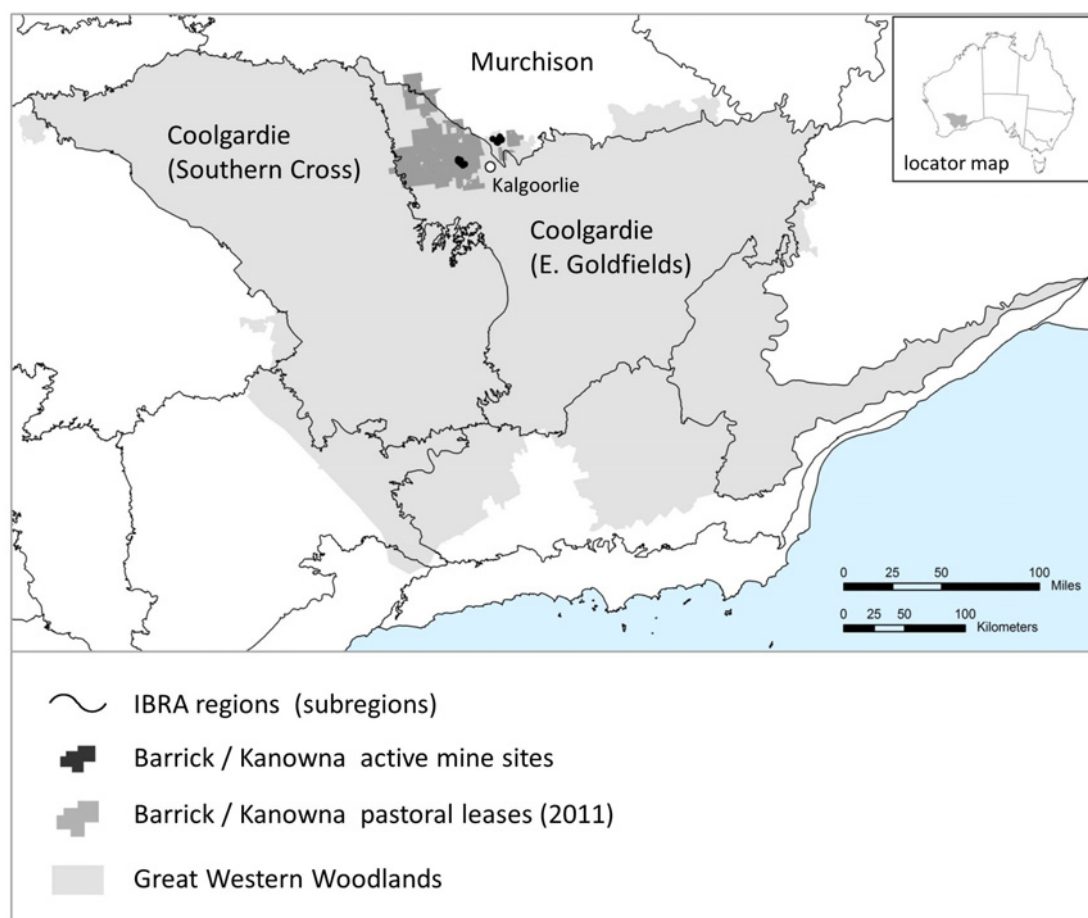 Murchison
Coolgardie
(Southern Cross)
locator map
Kalgoorlie
Coolgardie
(E. Goldfields)
0 25 50 100
Miles
0 25 50 100
Kilometers
IBRA regions (subregions)
Barrick / Kanowna active mine sites
Barrick / Kanowna pastoral leases (2011)
Great Western Woodlands